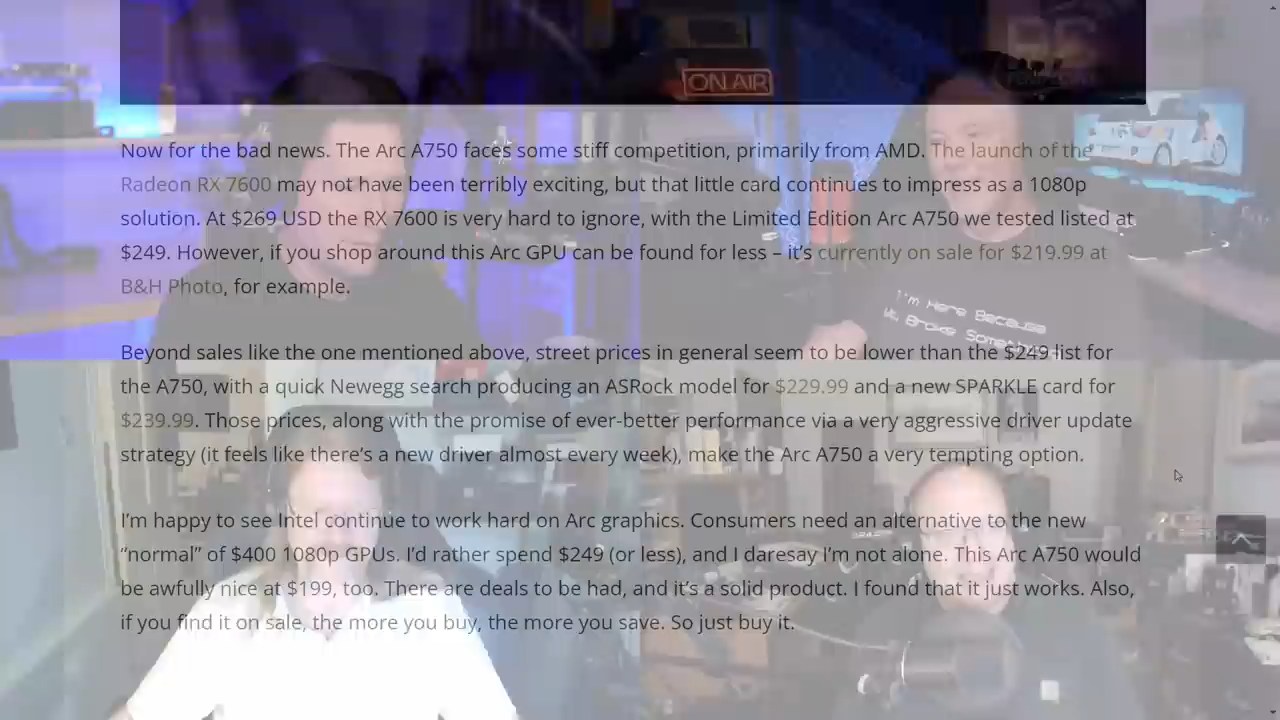 ON AIR
Now for the bad news. The Arc A750 faces some stiff competition, primarily from AMD. The launch of the
Radeon RX 7600 may not have been terribly exciting, but that little card continues to impress as a 1080p
solution. At $269 USD the RX 7600 is very hard to ignore, with the Limited Edition Arc A750 we tested listed at
$249. However, if you shop around this Arc GPU can be found for less – it’s currently on sale for $219.99 at
B&H Photo, for example.
I'm Here Because
We Broke Something
Beyond sales like the one mentioned above, street prices in general seem to be lower than the $249 list for
the A750, with a quick Newegg search producing an ASRock model for $229.99 and a new SPARKLE card for
$239.99. Those prices, along with the promise of ever-better performance via a very aggressive driver update
strategy (it feels like there’s a new driver almost every week), make the Arc A750 a very tempting option.
I’m happy to see Intel continue to work hard on Arc graphics. Consumers need an alternative to the new
“normal” of $400 1080p GPUs. I’d rather spend $249 (or less), and I daresay I’m not alone. This Arc A750 would
be awfully nice at $199, too. There are deals to be had, and it’s a solid product. I found that it just works. Also,
if you find it on sale, the more you buy, the more you save. So just buy it.